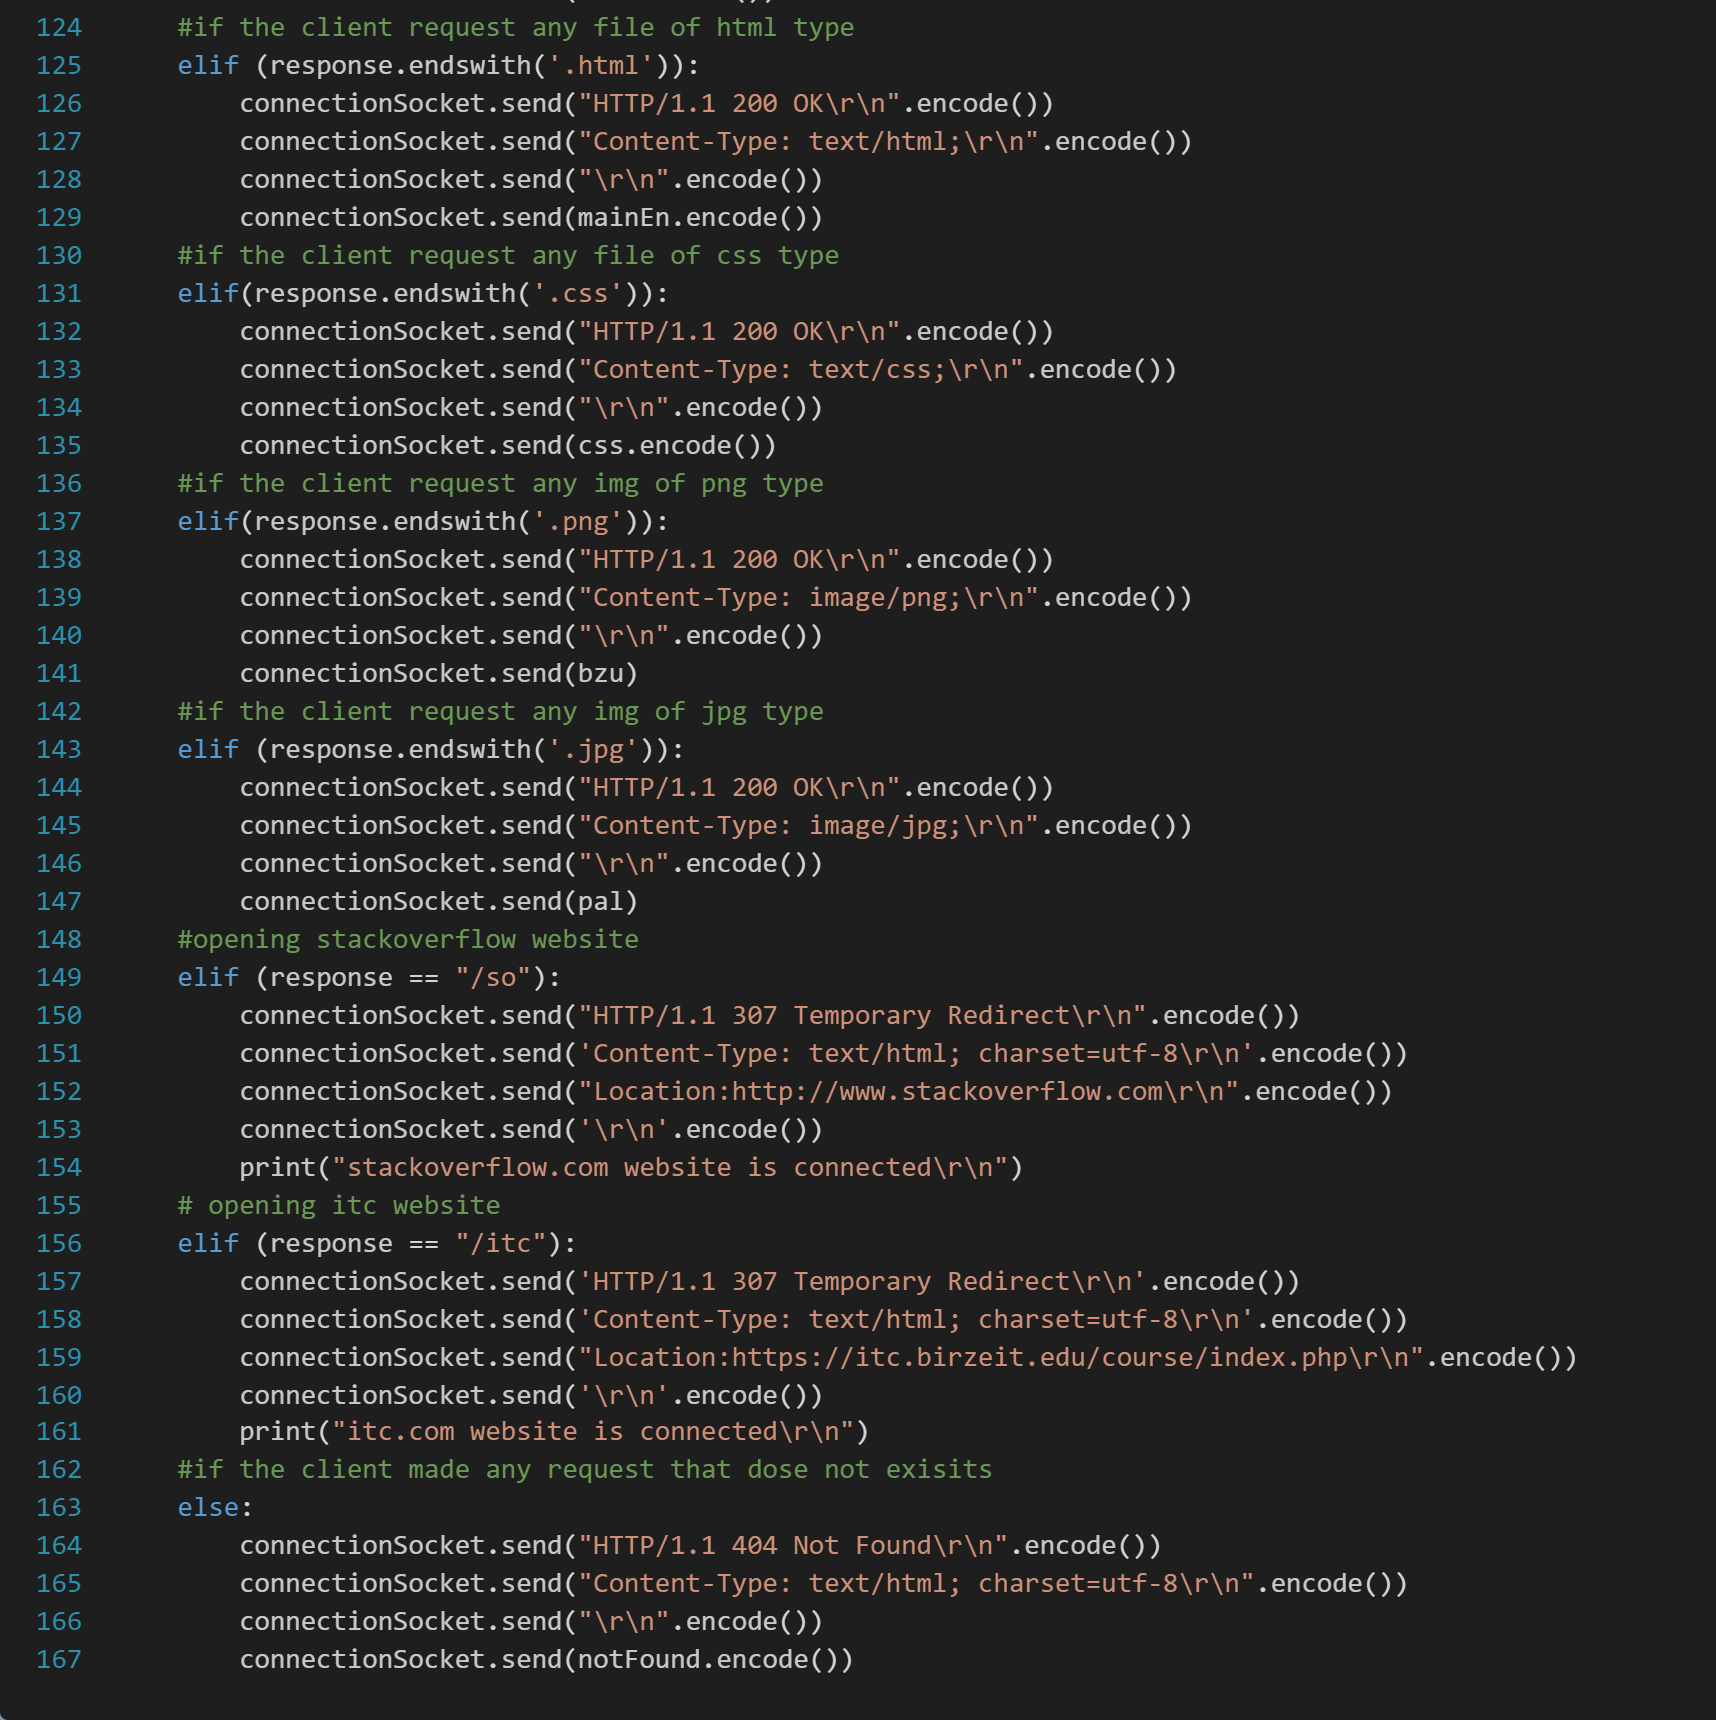 124 #if the client request any file of html type
125 elif (response.endswith('.html')):
126 connectionSocket.send("HTTP/1.1 200 OK\r\n".encode())
127 connectionSocket.send("Content-Type: text/html;\r\n".encode())
128 connectionSocket.send("\r\n".encode())
129 connectionSocket.send(mainEn.encode())
130 #if the client request any file of css type
131 elif(response.endswith('.css')):
132 connectionSocket.send("HTTP/1.1 200 OK\r\n".encode())
133 connectionSocket.send("Content-Type: text/css;\r\n".encode())
134 connectionSocket.send("\r\n".encode())
135 connectionSocket.send(css.encode())
136 #if the client request any img of png type
137 elif(response.endswith('.png')):
138 connectionSocket.send("HTTP/1.1 200 OK\r\n".encode())
139 connectionSocket.send("Content-Type: image/png;\r\n".encode())
140 connectionSocket.send("\r\n".encode())
141 connectionSocket.send(bzu)
142 #if the client request any img of jpg type
143 elif (response.endswith('.jpg')):
144 connectionSocket.send("HTTP/1.1 200 OK\r\n".encode())
145 connectionSocket.send("Content-Type: image/jpg;\r\n".encode())
146 connectionSocket.send("\r\n".encode())
147 connectionSocket.send(pal)
148 #opening stackoverflow website
149 elif (response == "/so"):
150 connectionSocket.send("HTTP/1.1 307 Temporary Redirect\r\n".encode())
151 connectionSocket.send('Content-Type: text/html; charset=utf-8\r\n'.encode())
152 connectionSocket.send("Location:http://www.stackoverflow.com\r\n".encode())
153 connectionSocket.send('\r\n'.encode())
154 print("stackoverflow.com website is connected\r\n")
155 # opening itc website
156 elif (response == "/itc"):
157 connectionSocket.send('HTTP/1.1 307 Temporary Redirect\r\n'.encode())
158 connectionSocket.send('Content-Type: text/html; charset=utf-8\r\n'.encode())
159 connectionSocket.send("Location:https://itc.birzeit.edu/course/index.php\r\n".encode())
160 connectionSocket.send('\r\n'.encode())
161 print("itc.com website is connected\r\n")
162 #if the client made any request that dose not exisits
163 else:
164 connectionSocket.send("HTTP/1.1 404 Not Found\r\n".encode())
165 connectionSocket.send("Content-Type: text/html; charset=utf-8\r\n".encode())
166 connectionSocket.send("\r\n".encode())
167 connectionSocket.send(notFound.encode())